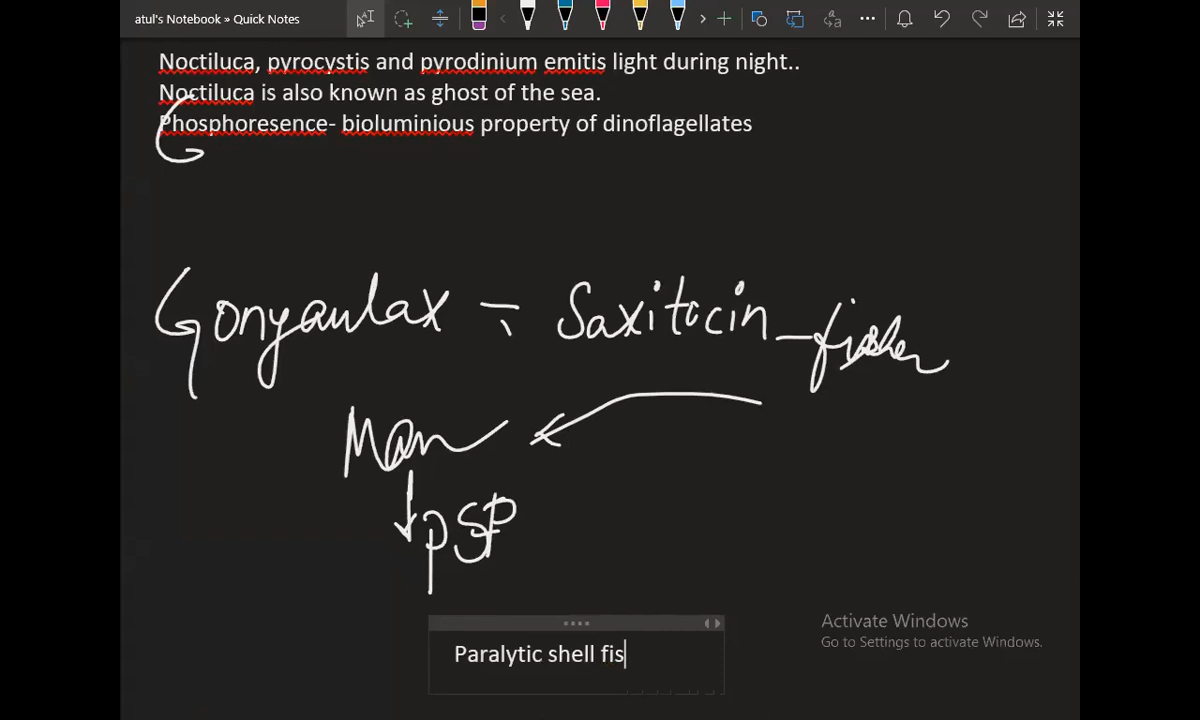 atul's Notebook » Quick Notes
Noctiluca, pyrocystis and pyrodinium emitis light during night..
Noctiluca is also known as ghost of the sea.
Phosphoresence- bioluminious property of dinoflagellates
G
Gonyaulax = Saxitocin -
Man
PSP
Paralytic shell fis
Activate Windows
Go to Settings to activate Windows.